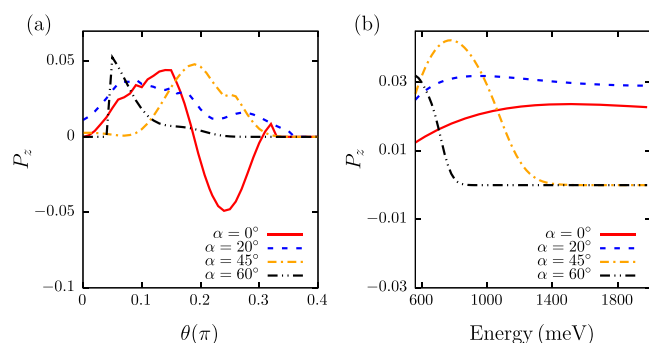 (a)
P_z
0.05
0
−0.05
−0.1
0
0.1
0.2
0.3
0.4
θ(π)
α = 0°
α = 20°
α = 45°
α = 60°
(b)
P_z
0.03
0.01
−0.01
−0.03
600
1000
1400
1800
Energy (meV)
α = 0°
α = 20°
α = 45°
α = 60°